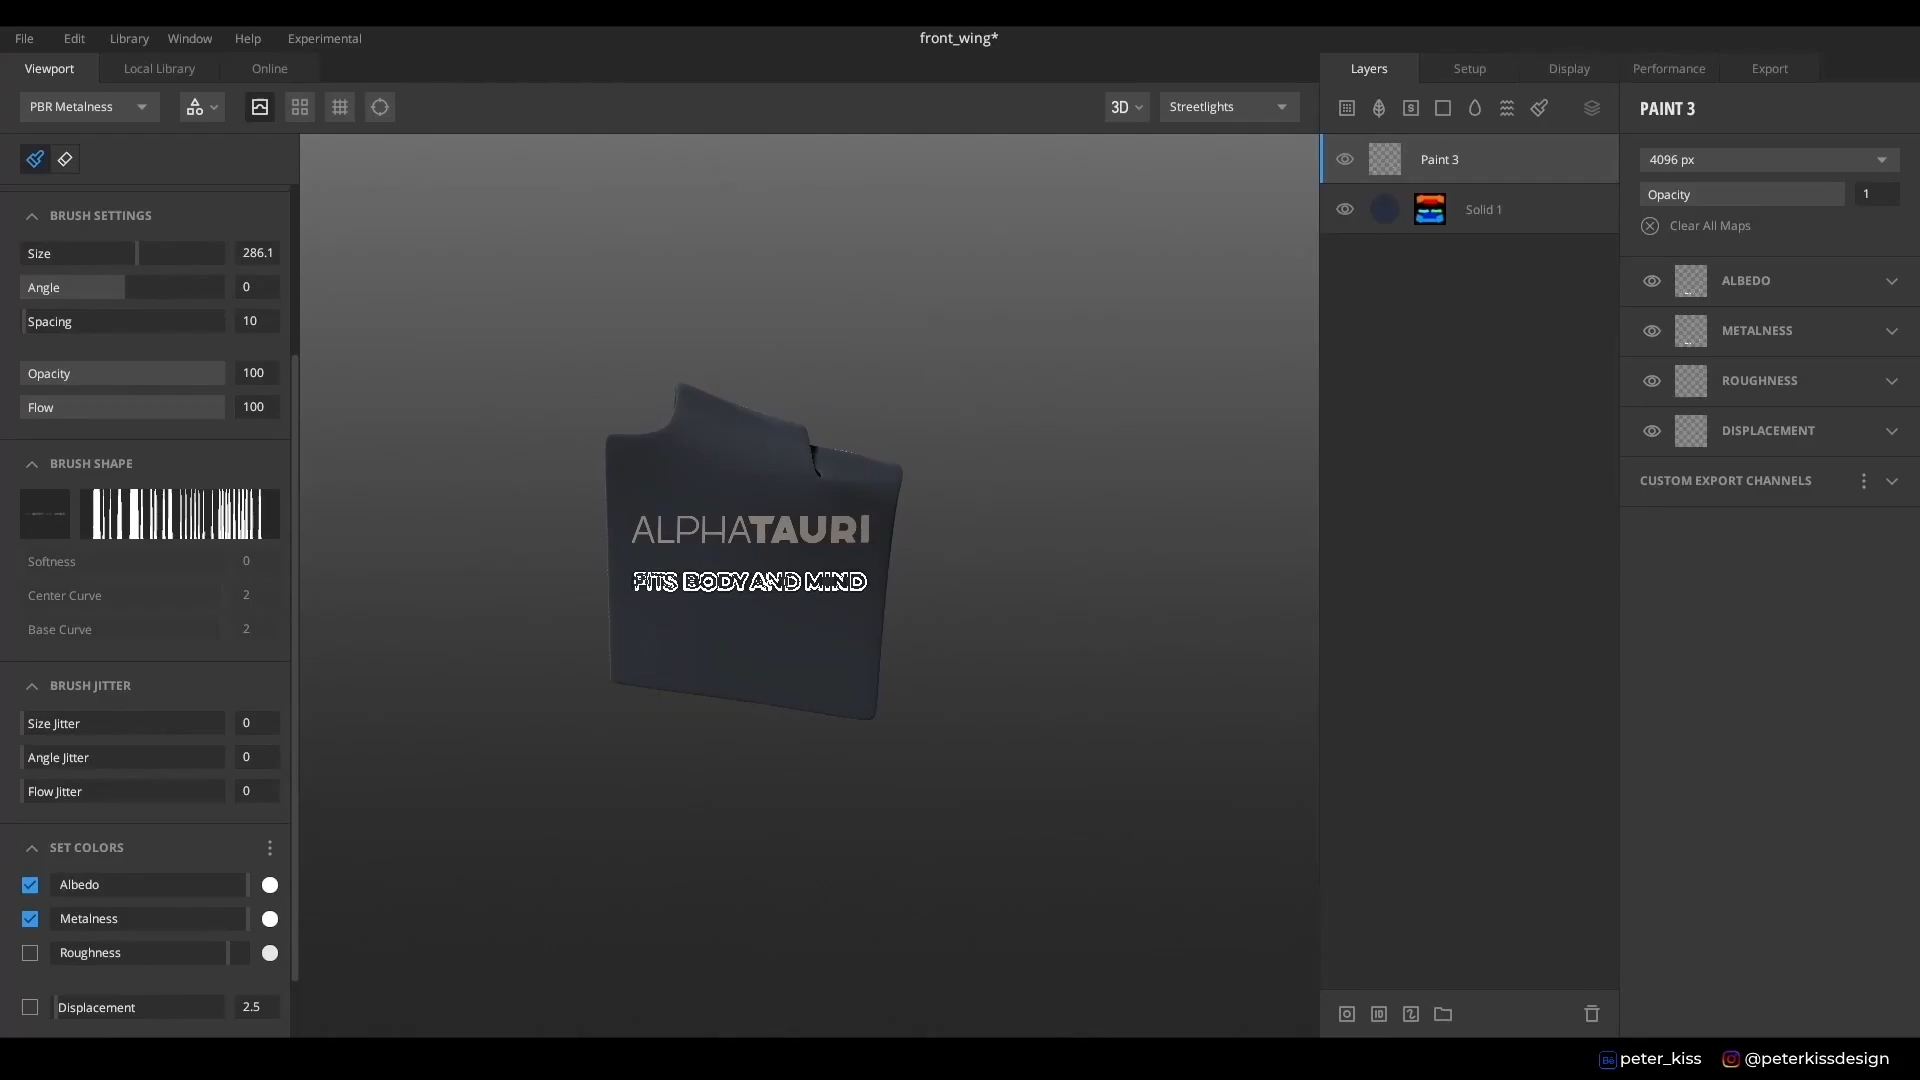 File Edit Library Window Help Experimental
front_wing*
Viewport Local Library Online
Layers Setup Display Performance Export
PBR Metalness
3D Streetlights
PAINT 3
Paint 3
4096 px
Opacity 1
Solid 1
Clear All Maps
BRUSH SETTINGS
Size 286.1
Angle 0
Spacing 10
Opacity 100
Flow 100
BRUSH SHAPE
Softness 0
Center Curve 2
Base Curve 2
BRUSH JITTER
Size Jitter 0
Angle Jitter 0
Flow Jitter 0
SET COLORS
Albedo
Metalness
Roughness
Displacement 2.5
ALPHATAURI
FITS BODY AND MIND
ALBEDO
METALNESS
ROUGHNESS
DISPLACEMENT
CUSTOM EXPORT CHANNELS
Bē peter_kiss @peterkissdesign